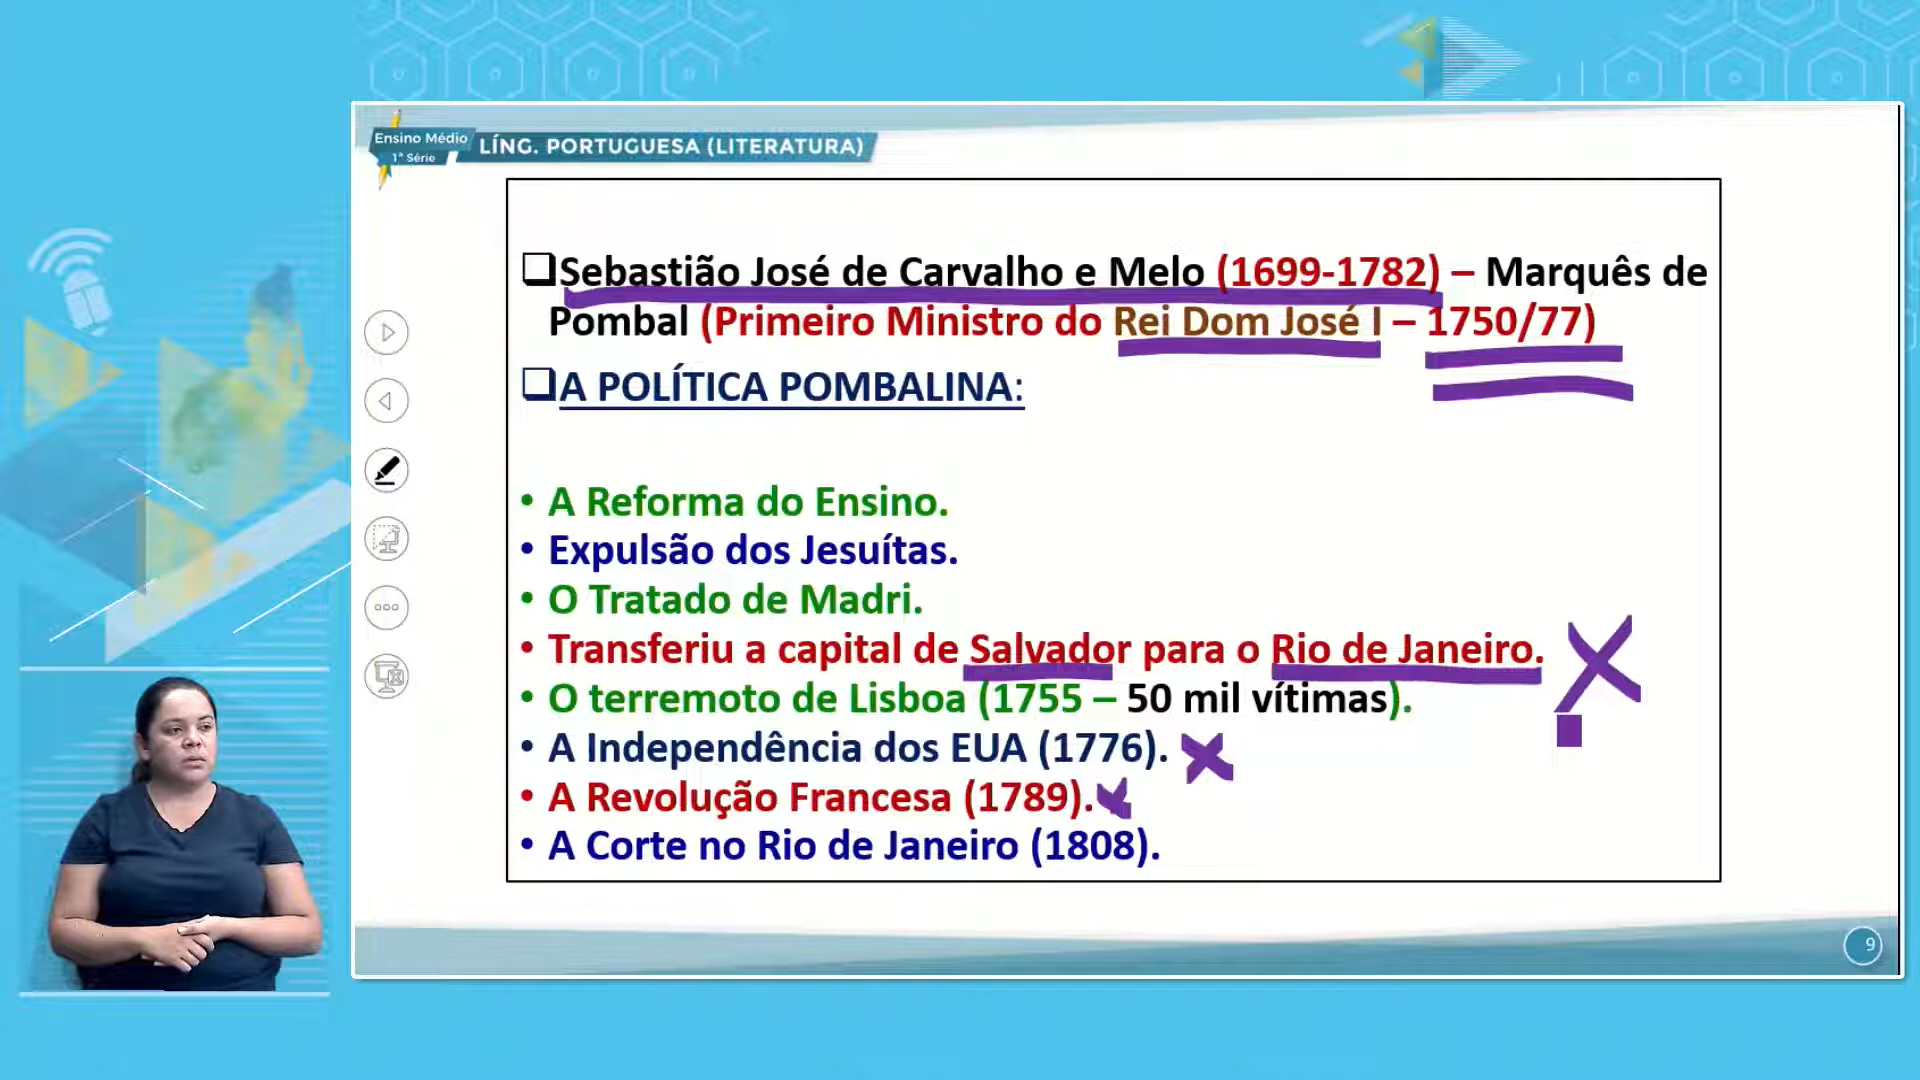 Ensino Médio
1ª Série
LÍNG. PORTUGUESA (LITERATURA)
❑Sebastião José de Carvalho e Melo (1699-1782) – Marquês de
Pombal (Primeiro Ministro do Rei Dom José I – 1750/77)
❑A POLÍTICA POMBALINA:
• A Reforma do Ensino.
• Expulsão dos Jesuítas.
• O Tratado de Madri.
• Transferiu a capital de Salvador para o Rio de Janeiro.
• O terremoto de Lisboa (1755 – 50 mil vítimas).
• A Independência dos EUA (1776).
• A Revolução Francesa (1789).
• A Corte no Rio de Janeiro (1808).
9